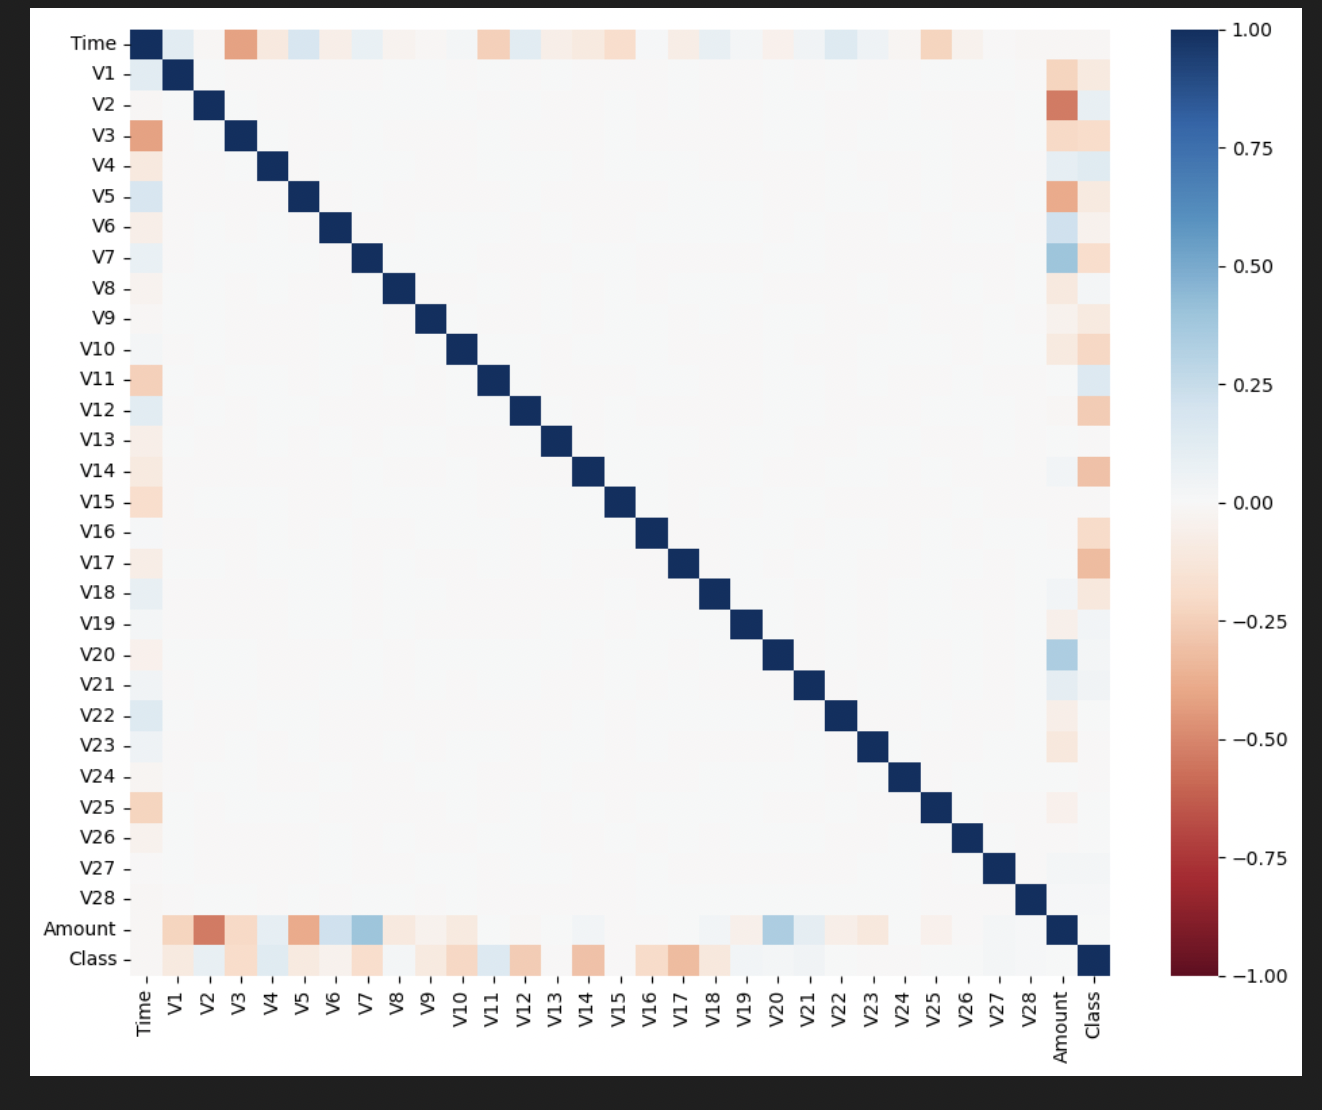 Time
V1
V2
V3
V4
V5
V6
V7
V8
V9
V10
V11
V12
V13
V14
V15
V16
V17
V18
V19
V20
V21
V22
V23
V24
V25
V26
V27
V28
Amount
Class
Time V1 V2 V3 V4 V5 V6 V7 V8 V9 V10 V11 V12 V13 V14 V15 V16 V17 V18 V19 V20 V21 V22 V23 V24 V25 V26 V27 V28 Amount Class
1.00
0.75
0.50
0.25
0.00
−0.25
−0.50
−0.75
−1.00